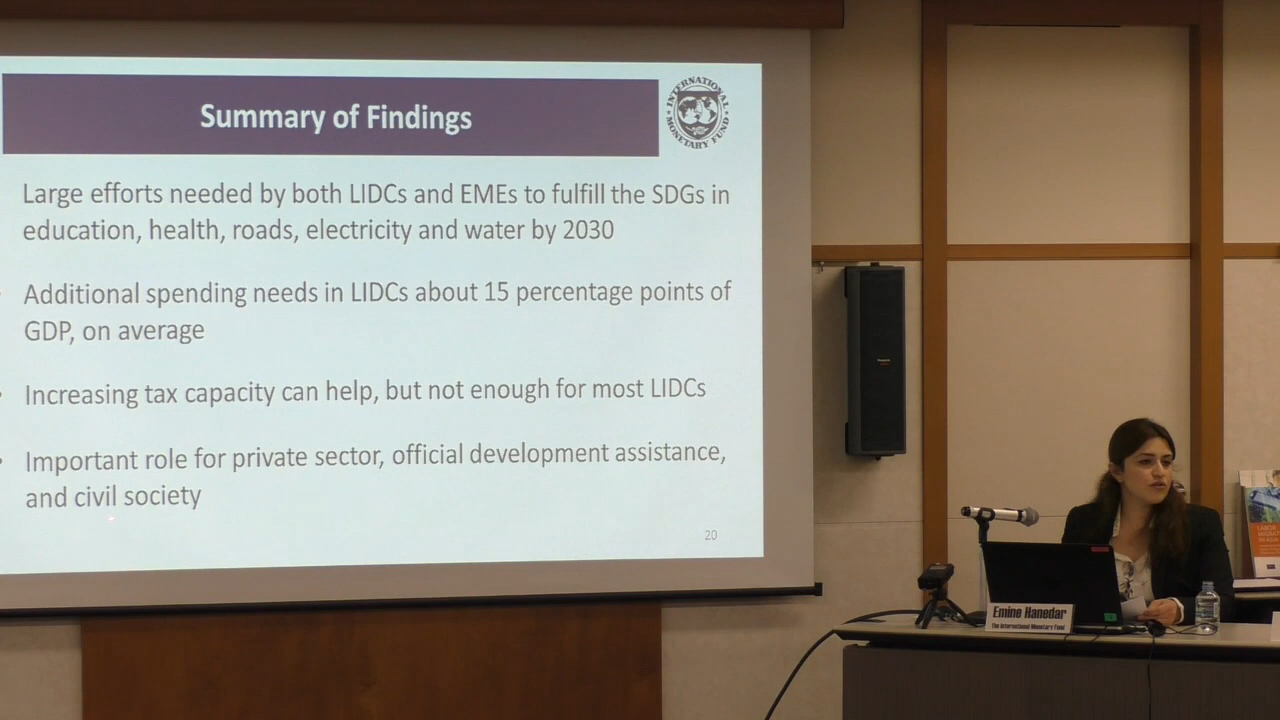 Summary of Findings
INTERNATIONAL MONETARY FUND
Large efforts needed by both LIDCs and EMEs to fulfill the SDGs in
education, health, roads, electricity and water by 2030
Additional spending needs in LIDCs about 15 percentage points of
GDP, on average
Increasing tax capacity can help, but not enough for most LIDCs
Important role for private sector, official development assistance,
and civil society
20
Emine Hanedar
The International Monetary Fund
LABOR
IN ASIA